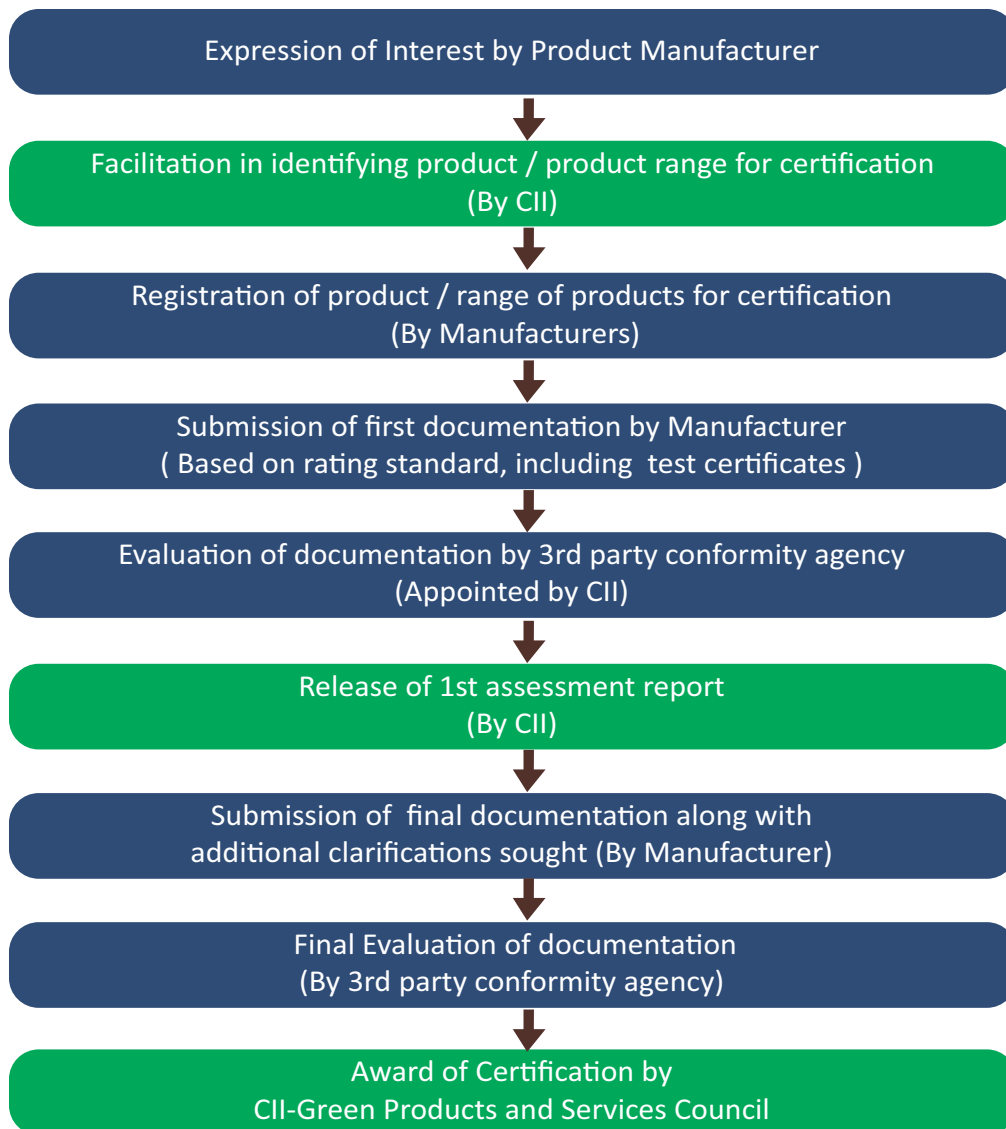 Expression of Interest by Product Manufacturer
Facilitation in identifying product / product range for certification
(By CII)
Registration of product / range of products for certification
(By Manufacturers)
Submission of first documentation by Manufacturer
( Based on rating standard, including  test certificates )
Evaluation of documentation by 3rd party conformity agency
(Appointed by CII)
Release of 1st assessment report
(By CII)
Submission of  final documentation along with
additional clarifications sought (By Manufacturer)
Final Evaluation of documentation
(By 3rd party conformity agency)
Award of Certification by
CII-Green Products and Services Council